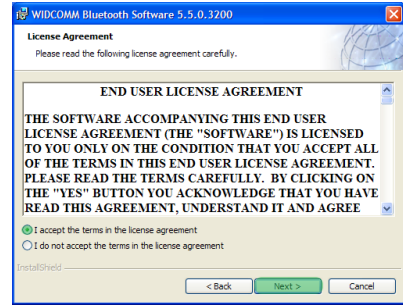 WIDCOMM Bluetooth Software 5.5.0.3200
License Agreement
Please read the following license agreement carefully.
END USER LICENSE AGREEMENT
THE SOFTWARE ACCOMPANYING THIS END USER
LICENSE AGREEMENT (THE "SOFTWARE") IS LICENSED
TO YOU ONLY ON THE CONDITION THAT YOU ACCEPT ALL
OF THE TERMS IN THIS END USER LICENSE AGREEMENT.
PLEASE READ THE TERMS CAREFULLY. BY CLICKING ON
THE "YES" BUTTON YOU ACKNOWLEDGE THAT YOU HAVE
READ THIS AGREEMENT, UNDERSTAND IT AND AGREE
I accept the terms in the license agreement
I do not accept the terms in the license agreement
InstallShield
< Back Next > Cancel